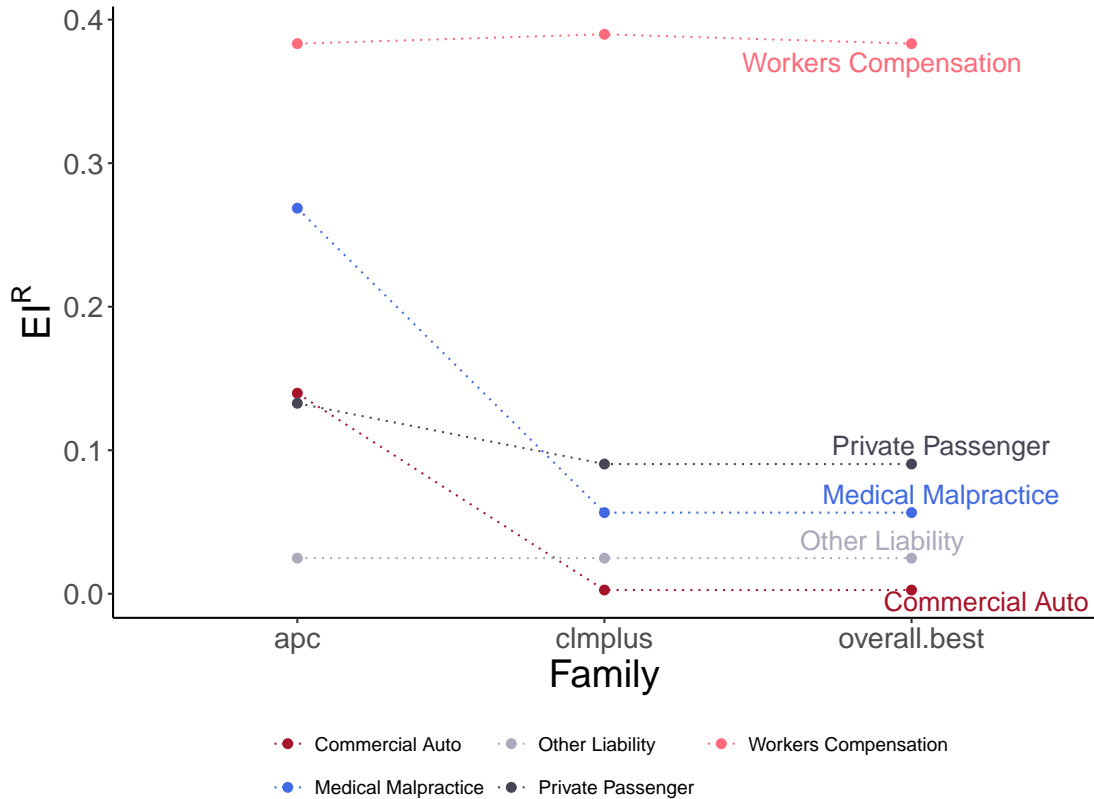 0.4
Workers Compensation
0.3
EI^R
0.2
0.1
Private Passenger
Medical Malpractice
Other Liability
0.0
Commercial Auto
apc clmplus overall.best
Family
Commercial Auto Other Liability Workers Compensation
Medical Malpractice Private Passenger